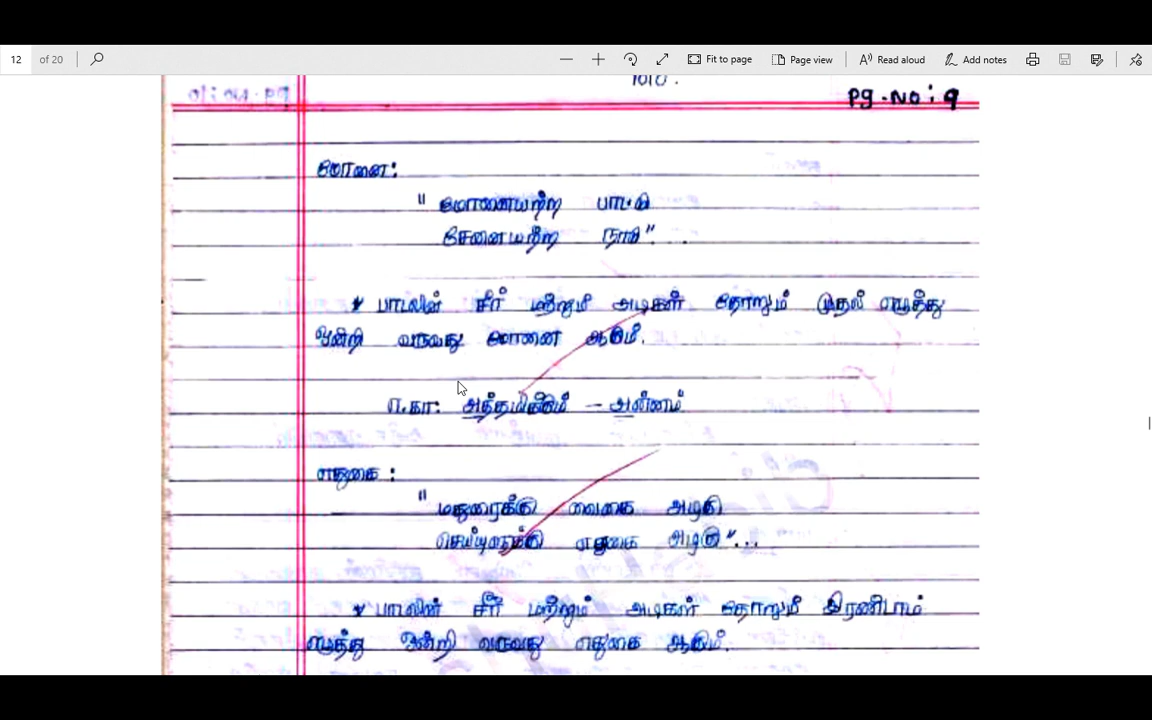 12 of 20 Fit to page Page view Read aloud Add notes
Pg.No: 9
மோனை:
" மோனையற்ற பாட்டு
சேனையற்ற நாடு". ..
* பாடலின் சீர் மற்றும் அடிகள் தோறும் முதல் எழுத்து
ஒன்றி வருவது மோனை ஆகும்.
எ.கா: அத்தமிக்கும் – அன்னம்
எதுகை :
" மதுரைக்கு வைகை அழகு
செய்யுளுக்கு எதுகை அழகு"...
* பாடலின் சீர் மற்றும் அடிகள் தோறும் இரண்டாம்
எழுத்து ஒன்றி வருவது எதுகை ஆகும்.